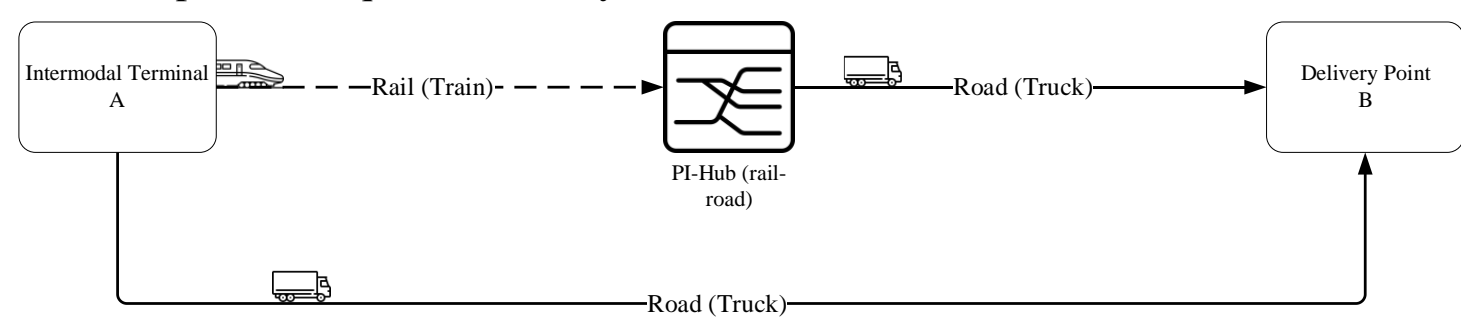 Intermodal Terminal
A
Rail (Train)
PI-Hub (rail-
road)
Road (Truck)
Delivery Point
B
Road (Truck)